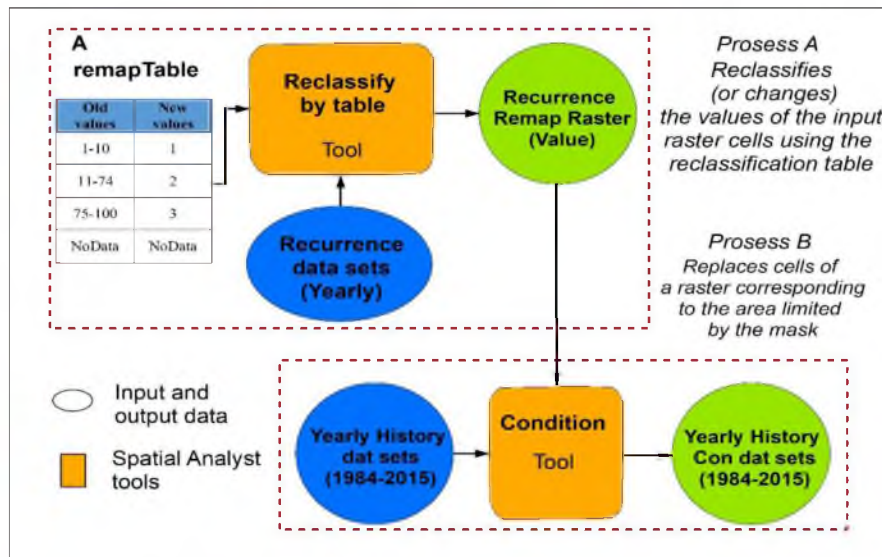 A
remapTable
Old values
New values
1-10
1
11-74
2
75-100
3
NoData
NoData
Reclassify
by table
Tool
Recurrence
Remap Raster
(Value)
Recurrence
data sets
(Yearly)
Prosess A
Reclassifies
(or changes)
the values of the input
raster cells using the
reclassification table
Prosess B
Replaces cells of
a raster corresponding
to the area limited
by the mask
Input and
output data
Spatial Analyst
tools
Yearly History
dat sets
(1984-2015)
Condition
Tool
Yearly History
Con dat sets
(1984-2015)